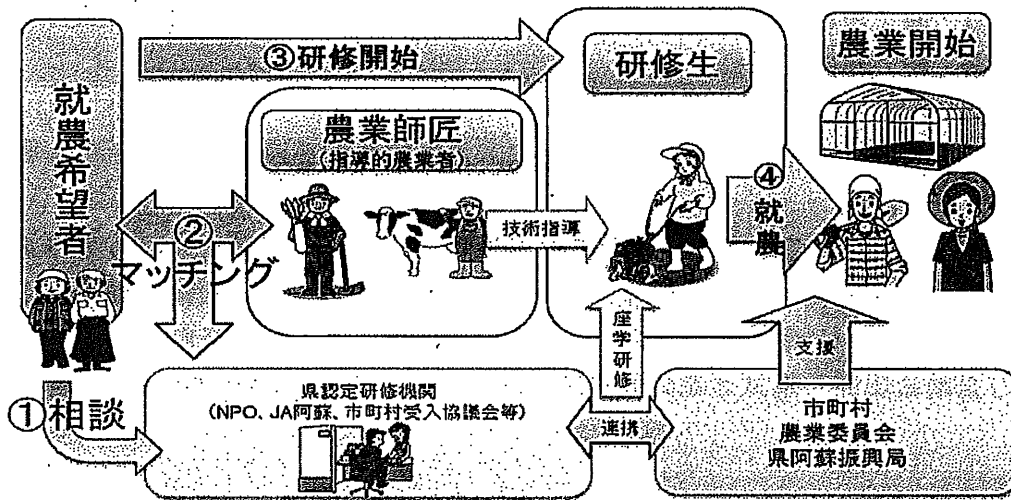 就農希望者
③研修開始
農業師匠
(指導的農業者)
研修生
農業開始
②
マッチング
技術指導
④就農
①相談
県認定研修機関
(NPO、JA阿蘇、市町村受入協議会等)
座学研修
連携
支援
市町村
農業委員会
県阿蘇振興局